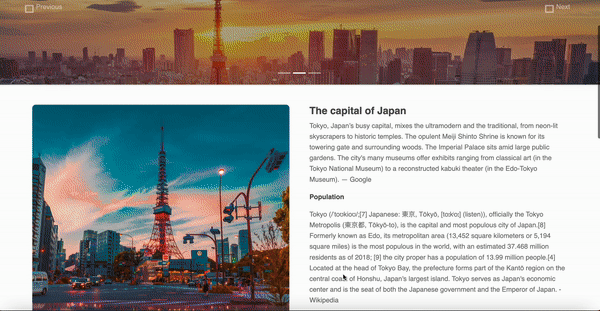 Previous
Next
The capital of Japan
Tokyo, Japan's busy capital, mixes the ultramodern and the traditional, from neon-lit
skyscrapers to historic temples. The opulent Meiji Shinto Shrine is known for its
towering gate and surrounding woods. The Imperial Palace sits amid large public
gardens. The city's many museums offer exhibits ranging from classical art (in the
Tokyo National Museum) to a reconstructed kabuki theater (in the Edo-Tokyo
Museum). — Google
Population
Tokyo (/ˈtoʊkioʊ/;[7] Japanese: 東京, Tōkyō, [toːkʲoː] (listen)), officially the Tokyo
Metropolis (東京都, Tōkyō-to), is the capital and most populous city of Japan.[8]
Formerly known as Edo, its metropolitan area (13,452 square kilometers or 5,194
square miles) is the most populous in the world, with an estimated 37.468 million
residents as of 2018; [9] the city proper has a population of 13.99 million people.[4]
Located at the head of Tokyo Bay, the prefecture forms part of the Kantō region on the
central coast of Honshu, Japan's largest island. Tokyo serves as Japan's economic
center and is the seat of both the Japanese government and the Emperor of Japan. -
Wikipedia